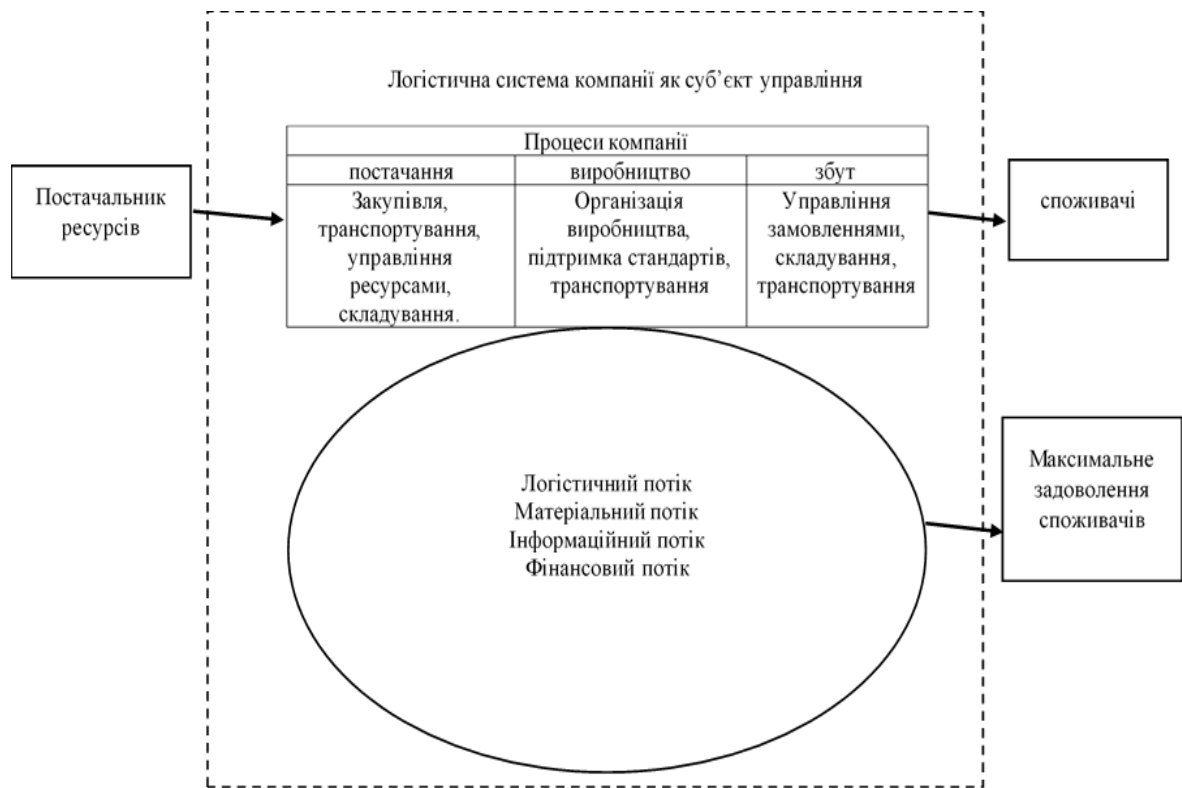 Логістична система компанії як суб’єкт управління
Процеси компанії
постачання
виробництво
збут
Постачальник
ресурсів
Закупівля,
транспортування,
управління
ресурсами,
складування.
Організація
виробництва,
підтримка стандартів,
транспортування
Управління
замовленнями,
складування,
транспортування
споживачі
Логістичний потік
Матеріальний потік
Інформаційний потік
Фінансовий потік
Максимальне
задоволення
споживачів